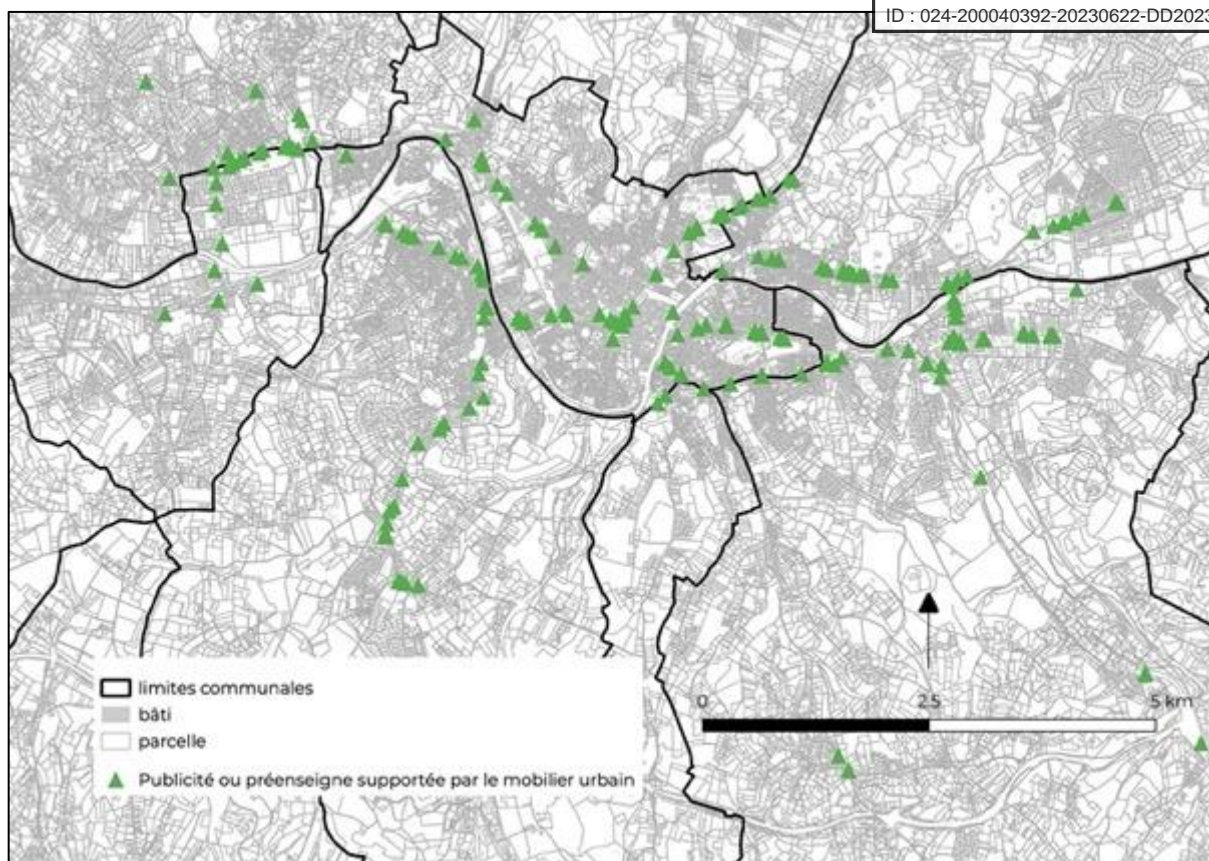 ID : 024-200040392-20230622-DD2023
limites communales
bâti
parcelle
Publicité ou préenseigne supportée par le mobilier urbain
0 2.5 5 km